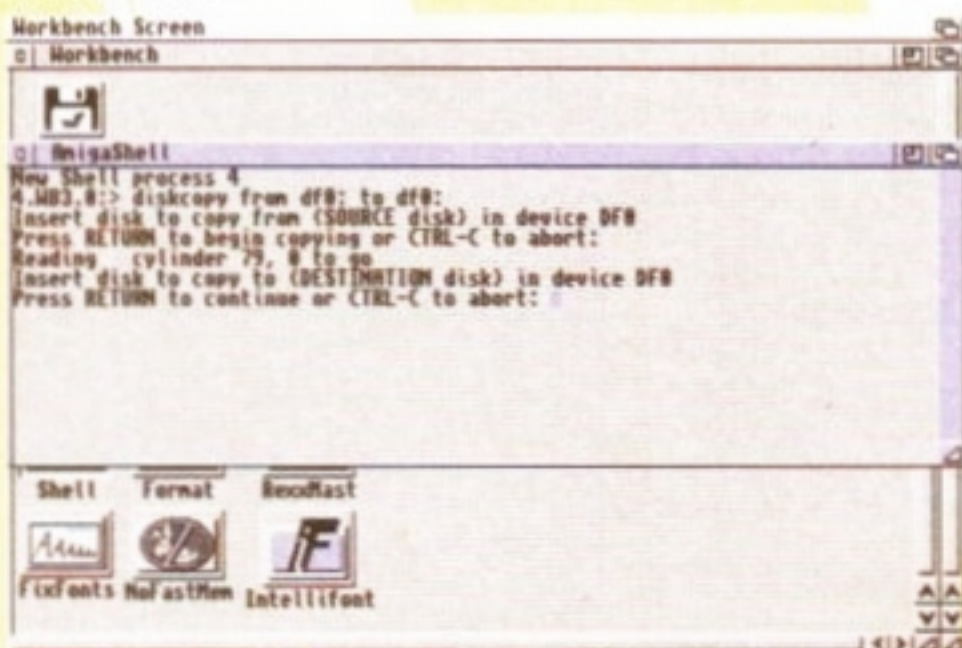 Workbench Screen
Workbench
AmigaShell
New Shell process 4
4.WB3.0:> diskcopy from df0: to df0:
Insert disk to copy from (SOURCE disk) in device DF0
Press RETURN to begin copying or CTRL-C to abort:
Reading cylinder 79, 0 to go
Insert disk to copy to (DESTINATION disk) in device DF0
Press RETURN to continue or CTRL-C to abort:
Shell Format RexxMast
FixFonts NoFastMem Intellifont